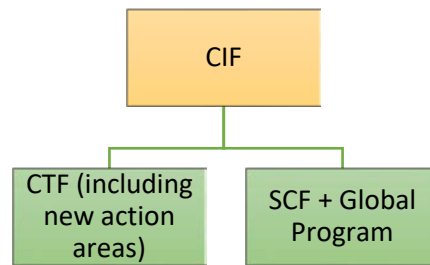 CIF
CTF (including
new action
areas)
SCF + Global
Program